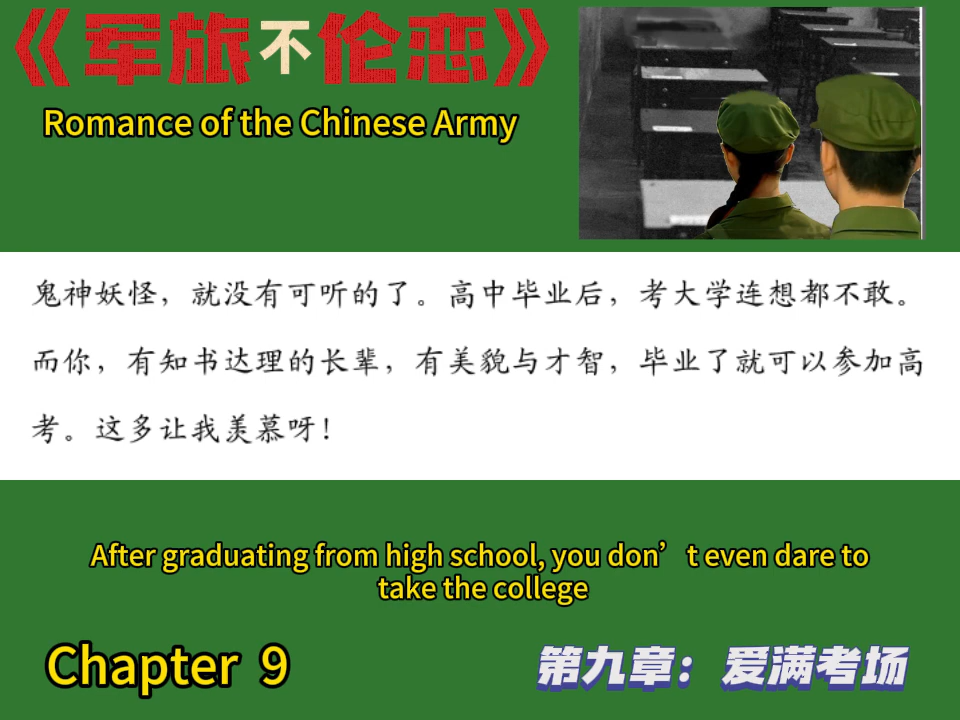 《军旅不伦恋》
Romance of the Chinese Army
鬼神妖怪，就没有可听的了。高中毕业后，考大学连想都不敢。
而你，有知书达理的长辈，有美貌与才智，毕业了就可以参加高
考。这多让我羡慕呀！
After graduating from high school, you don’t even dare to
take the college
Chapter 9
第九章：爱满考场